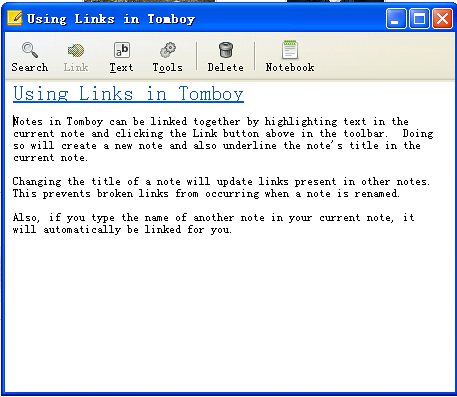 Using Links in Tomboy
Search Link Text Tools Delete Notebook
Using Links in Tomboy
Notes in Tomboy can be linked together by highlighting text in the
current note and clicking the Link button above in the toolbar.  Doing
so will create a new note and also underline the note's title in the
current note.
Changing the title of a note will update links present in other notes.
This prevents broken links from occurring when a note is renamed.
Also, if you type the name of another note in your current note, it
will automatically be linked for you.